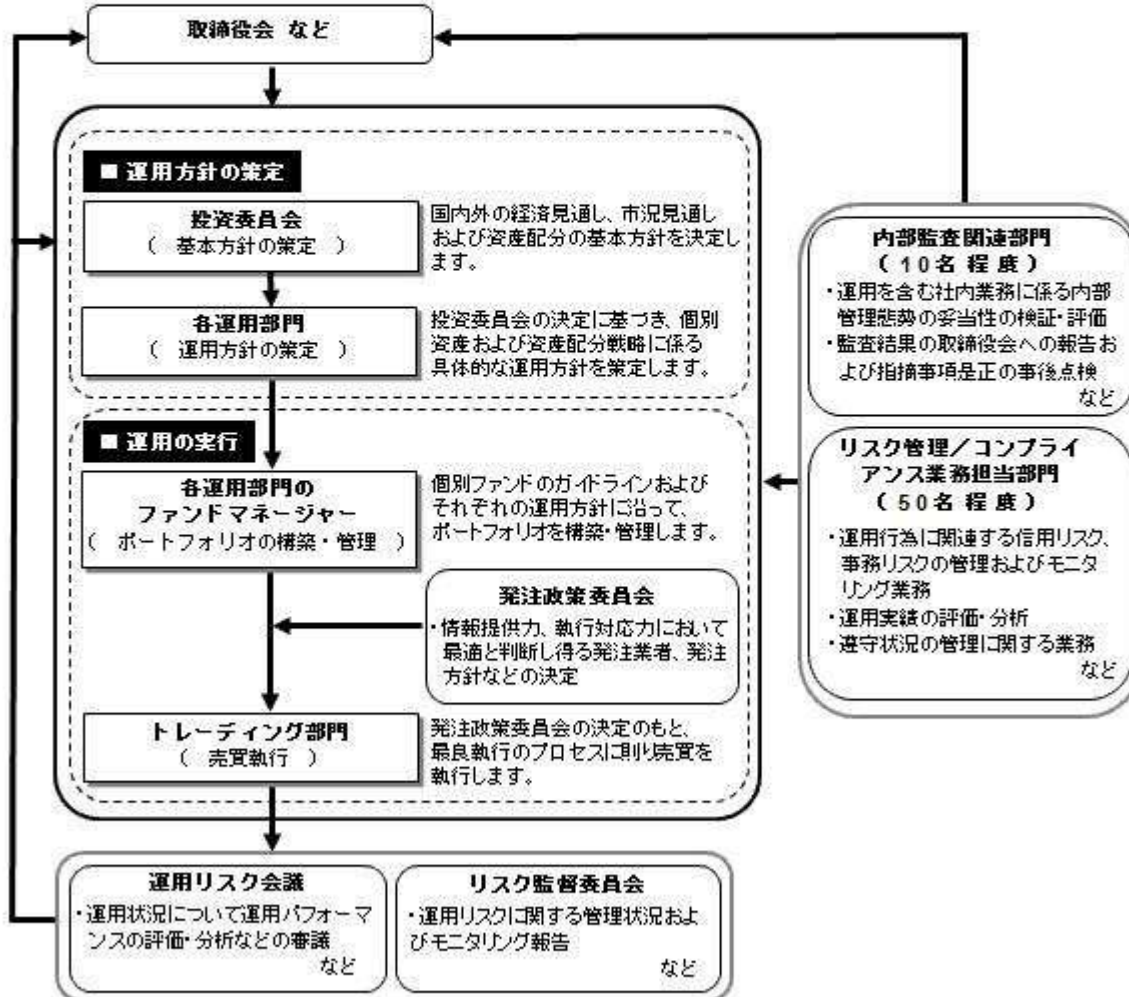 取締役会 など
■ 運用方針の策定
投資委員会
( 基本方針の策定 )
国内外の経済見通し、市況見通し
および資産配分の基本方針を決定し
ます。
各運用部門
( 運用方針の策定 )
投資委員会の決定に基づき、個別
資産および資産配分戦略に係る
具体的な運用方針を策定します。
■ 運用の実行
各運用部門の
ファンドマネージャー
( ポートフォリオの構築・管理 )
個別ファンドのガイドラインおよび
それぞれの運用方針に沿って、
ポートフォリオを構築・管理します。
発注政策委員会
・情報提供力、執行対応力において
最適と判断し得る発注業者、発注
方針などの決定
トレーディング部門
( 売買執行 )
発注政策委員会の決定のもと、
最良執行のプロセスに則り売買を
執行します。
内部監査関連部門
(10名程度)
・運用を含む社内業務に係る内部
管理態勢の妥当性の検証・評価
・監査結果の取締役会への報告お
よび指摘事項是正の事後点検
など
リスク管理/コンプライ
アンス業務担当部門
(50名程度)
・運用行為に関連する信用リスク、
事務リスクの管理およびモニタ
リング業務
・運用実績の評価・分析
・遵守状況の管理に関する業務
など
運用リスク会議
・運用状況について運用パフォーマ
ンスの評価・分析などの審議
など
リスク監督委員会
・運用リスクに関する管理状況およ
びモニタリング報告
など